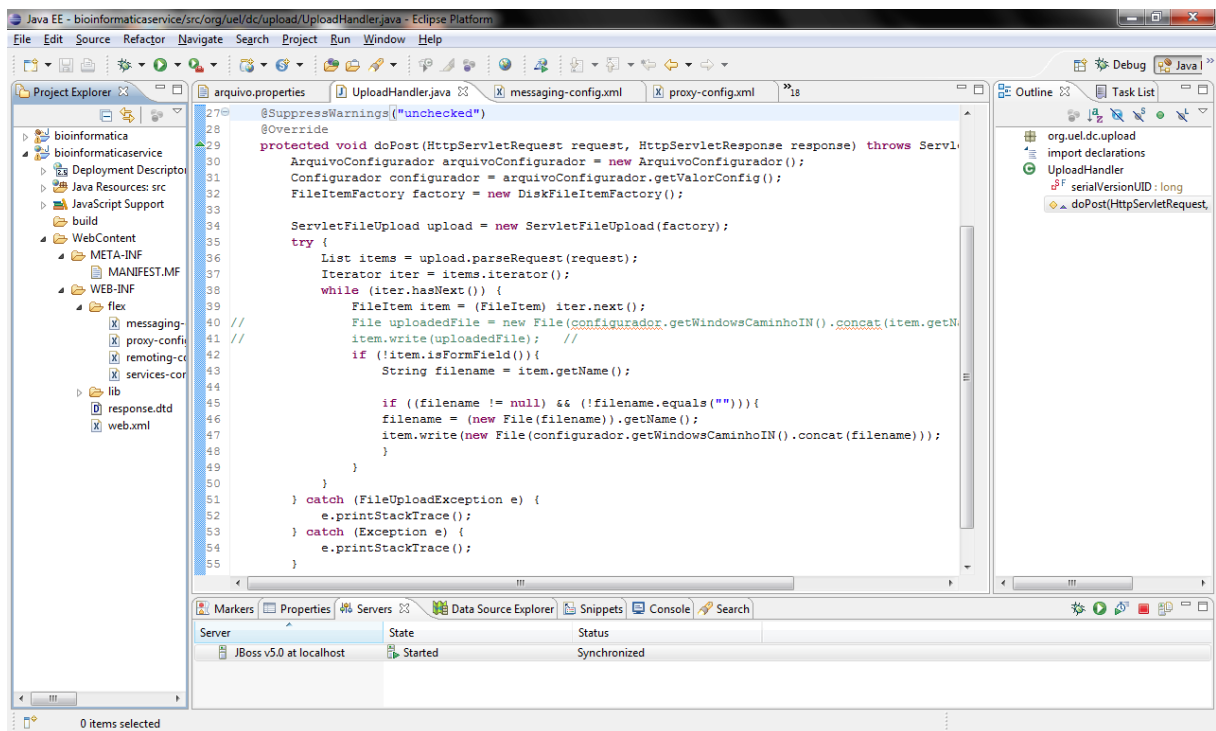 Java EE - bioinformaticaservice/src/org/uel/dc/upload/UploadHandler.java - Eclipse Platform
File Edit Source Refactor Navigate Search Project Run Window Help
Debug Java
Project Explorer
arquivo.properties UploadHandler.java messaging-config.xml proxy-config.xml »18
Outline Task List
bioinformatica
bioinformaticaservice
Deployment Descripto
Java Resources: src
JavaScript Support
build
WebContent
META-INF
MANIFEST.MF
WEB-INF
flex
messaging-
proxy-config
remoting-co
services-con
lib
response.dtd
web.xml
27 @SuppressWarnings("unchecked")
28 @Override
29 protected void doPost(HttpServletRequest request, HttpServletResponse response) throws Servl
30 ArquivoConfigurador arquivoConfigurador = new ArquivoConfigurador();
31 Configurador configurador = arquivoConfigurador.getValorConfig();
32 FileItemFactory factory = new DiskFileItemFactory();
33
34 ServletFileUpload upload = new ServletFileUpload(factory);
35 try {
36 List items = upload.parseRequest(request);
37 Iterator iter = items.iterator();
38 while (iter.hasNext()) {
39 FileItem item = (FileItem) iter.next();
40 // File uploadedFile = new File(configurador.getWindowsCaminhoIN().concat(item.getN
41 // item.write(uploadedFile); //
42 if (!item.isFormField()){
43 String filename = item.getName();
44
45 if ((filename != null) && (!filename.equals(""))){
46 filename = (new File(filename)).getName();
47 item.write(new File(configurador.getWindowsCaminhoIN().concat(filename)));
48 }
49 }
50 }
51 } catch (FileUploadException e) {
52 e.printStackTrace();
53 } catch (Exception e) {
54 e.printStackTrace();
55 }
org.uel.dc.upload
import declarations
UploadHandler
serialVersionUID : long
doPost(HttpServletRequest,
Markers Properties Servers Data Source Explorer Snippets Console Search
Server State Status
JBoss v5.0 at localhost Started Synchronized
0 items selected